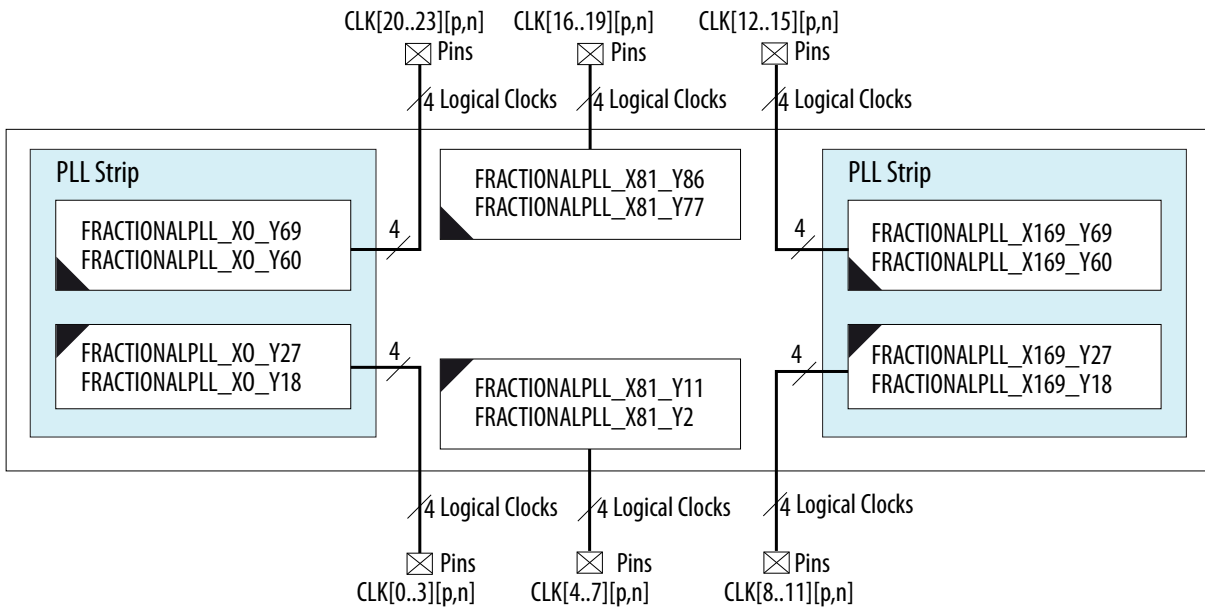 CLK[20..23][p,n]
CLK[16..19][p,n]
CLK[12..15][p,n]
Pins
Pins
Pins
4 Logical Clocks
4 Logical Clocks
4 Logical Clocks
PLL Strip
PLL Strip
FRACTIONALPLL_X81_Y86
FRACTIONALPLL_X81_Y77
FRACTIONALPLL_X0_Y69
FRACTIONALPLL_X0_Y60
4
4
FRACTIONALPLL_X169_Y69
FRACTIONALPLL_X169_Y60
FRACTIONALPLL_X0_Y27
FRACTIONALPLL_X0_Y18
4
4
FRACTIONALPLL_X169_Y27
FRACTIONALPLL_X169_Y18
FRACTIONALPLL_X81_Y11
FRACTIONALPLL_X81_Y2
4 Logical Clocks
4 Logical Clocks
4 Logical Clocks
Pins
Pins
Pins
CLK[0..3][p,n]
CLK[4..7][p,n]
CLK[8..11][p,n]